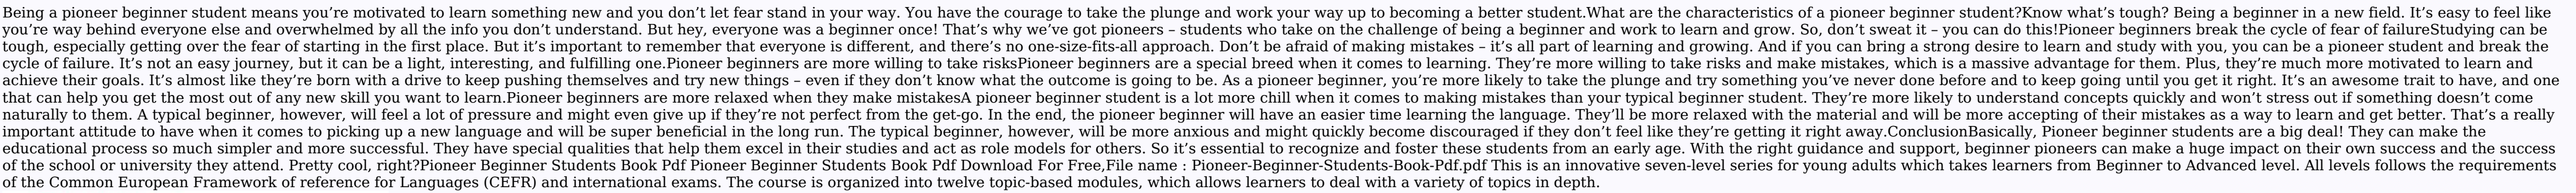 Being a pioneer beginner student means you’re motivated to learn something new and you don’t let fear stand in your way. You have the courage to take the plunge and work your way up to becoming a better student.What are the characteristics of a pioneer beginner student?Know what’s tough? Being a beginner in a new field. It’s easy to feel like
you’re way behind everyone else and overwhelmed by all the info you don’t understand. But hey, everyone was a beginner once! That’s why we’ve got pioneers – students who take on the challenge of being a beginner and work to learn and grow. So, don’t sweat it – you can do this!Pioneer beginners break the cycle of fear of failureStudying can be
tough, especially getting over the fear of starting in the first place. But it’s important to remember that everyone is different, and there’s no one-size-fits-all approach. Don’t be afraid of making mistakes – it’s all part of learning and growing. And if you can bring a strong desire to learn and study with you, you can be a pioneer student and break the
cycle of failure. It’s not an easy journey, but it can be a light, interesting, and fulfilling one.Pioneer beginners are more willing to take risksPioneer beginners are a special breed when it comes to learning. They’re more willing to take risks and make mistakes, which is a massive advantage for them. Plus, they’re much more motivated to learn and
achieve their goals. It’s almost like they’re born with a drive to keep pushing themselves and try new things – even if they don’t know what the outcome is going to be. As a pioneer beginner, you’re more likely to take the plunge and try something you’ve never done before and to keep going until you get it right. It’s an awesome trait to have, and one
that can help you get the most out of any new skill you want to learn.Pioneer beginners are more relaxed when they make mistakesA pioneer beginner student is a lot more chill when it comes to making mistakes than your typical beginner student. They’re more likely to understand concepts quickly and won’t stress out if something doesn’t come
naturally to them. A typical beginner, however, will feel a lot of pressure and might even give up if they’re not perfect from the get-go. In the end, the pioneer beginner will have an easier time learning the language. They’ll be more relaxed with the material and will be more accepting of their mistakes as a way to learn and get better. That’s a really
important attitude to have when it comes to picking up a new language and will be super beneficial in the long run. The typical beginner, however, will be more anxious and might quickly become discouraged if they don’t feel like they’re getting it right away.ConclusionBasically, Pioneer beginner students are a big deal! They can make the
educational process so much simpler and more successful. They have special qualities that help them excel in their studies and act as role models for others. So it’s essential to recognize and foster these students from an early age. With the right guidance and support, beginner pioneers can make a huge impact on their own success and the success
of the school or university they attend. Pretty cool, right?Pioneer Beginner Students Book Pdf Pioneer Beginner Students Book Pdf Download For Free,File name : Pioneer-Beginner-Students-Book-Pdf.pdf This is an innovative seven-level series for young adults which takes learners from Beginner to Advanced level. All levels follows the requirements
of the Common European Framework of reference for Languages (CEFR) and international exams. The course is organized into twelve topic-based modules, which allows learners to deal with a variety of topics in depth.